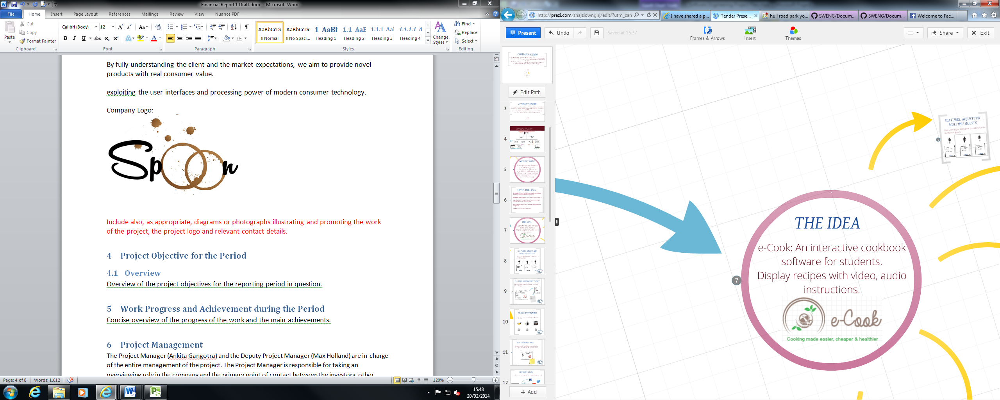 Financial Report 1 Draft.docx - Microsoft Word
File Home Insert Page Layout References Mailings Review View Nuance PDF
Paste
Cut
Copy
Format Painter
Clipboard
Calibri (Body) 12
Font
Paragraph
AaBbCcDc AaBbCcDc 1 AaBb 1.1 AaE 1.1.1 Aa 1.1.1.1 A
¶ Normal ¶ No Spaci... Heading 1 Heading 2 Heading 3 Heading 4
Change Styles
Styles
Find
Replace
Select
Editing
By fully understanding the client and the market expectations, we aim to provide novel
products with real consumer value.
exploiting the user interfaces and processing power of modern consumer technology.
Company Logo:
Spoon
Include also, as appropriate, diagrams or photographs illustrating and promoting the work
of the project, the project logo and relevant contact details.
4 Project Objective for the Period
4.1 Overview
Overview of the project objectives for the reporting period in question.
5 Work Progress and Achievement during the Period
Concise overview of the progress of the work and the main achievements.
6 Project Management
The Project Manager (Ankita Gangotra) and the Deputy Project Manager (Max Holland) are in-charge
of the entire management of the project. The Project Manager is responsible for taking an
overviewing role in the company and the primary point of contact between the investors, other
Page: 4 of 8 Words: 1,612 120%
15:48
20/02/2014
http://prezi.com/znajziownghj/edit/?utm_can
I have shared a p... Tender Prese... hull road park yo... SWENG/Docum... SWENG/Docum... Welcome to Fac...
Present Undo Saved at 15:37
Frames & Arrows Insert Themes
Share Exit
COMPANY VISION
Edit Path
3
COMPANY VISION
4
Company Structure
5
WHY USE SPOON?
6
SWOT ANALYSIS
7
THE IDEA
8
FEATURES: ADJUST FOR
MULTIPLE GUESTS
9
FEATURES: SHOPPING LIST EXPORT
10
FEATURES:TIMER
11
12
+ Add
FEATURES: ADJUST FOR
MULTIPLE GUESTS
Users can adjust ingredient quantities for the
number of guests.
7
THE IDEA
e-Cook: An interactive cookbook
software for students.
Display recipes with video, audio
instructions.
e-Cook
Cooking made easier, cheaper & healthier